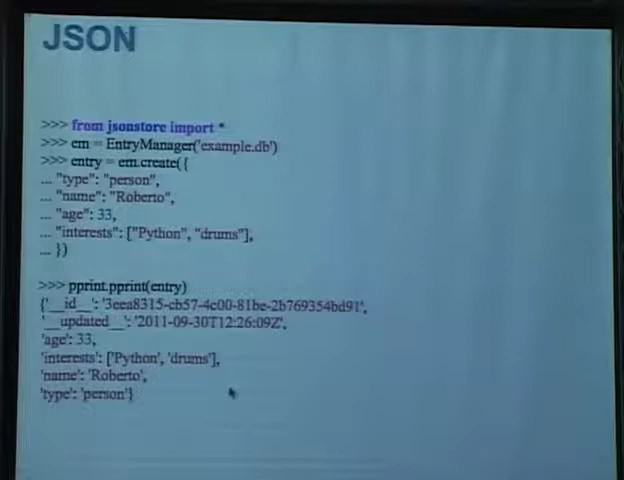 JSON
>>> from jsonstore import *
>>> em = EntryManager('example.db')
>>> entry = em.create({
... "type": "person",
... "name": "Roberto",
... "age": 33,
... "interests": ["Python", "drums"],
... })
>>> pprint.pprint(entry)
{'__id__': '3eea8315-cb57-4c00-81be-2b769354bd91',
'__updated__': '2011-09-30T12:26:09Z',
'age': 33,
'interests': ['Python', 'drums'],
'name': 'Roberto',
'type': 'person'}